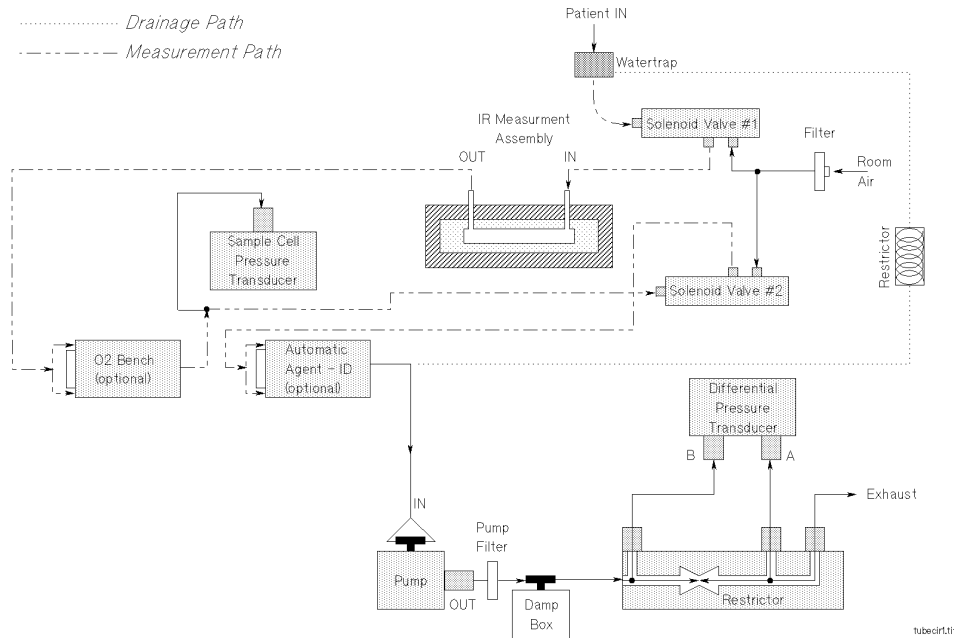 Drainage Path
Measurement Path
Patient IN
Watertrap
Solenoid Valve #1
Filter
Room
Air
IR Measurment
Assembly
OUT
IN
Sample Cell
Pressure
Transducer
Solenoid Valve #2
Restrictor
O2 Bench
(optional)
Automatic
Agent - ID
(optional)
Differential
Pressure
Transducer
B
A
Exhaust
IN
Pump
Filter
Pump
OUT
Damp
Box
Restrictor
tubecir1.ti